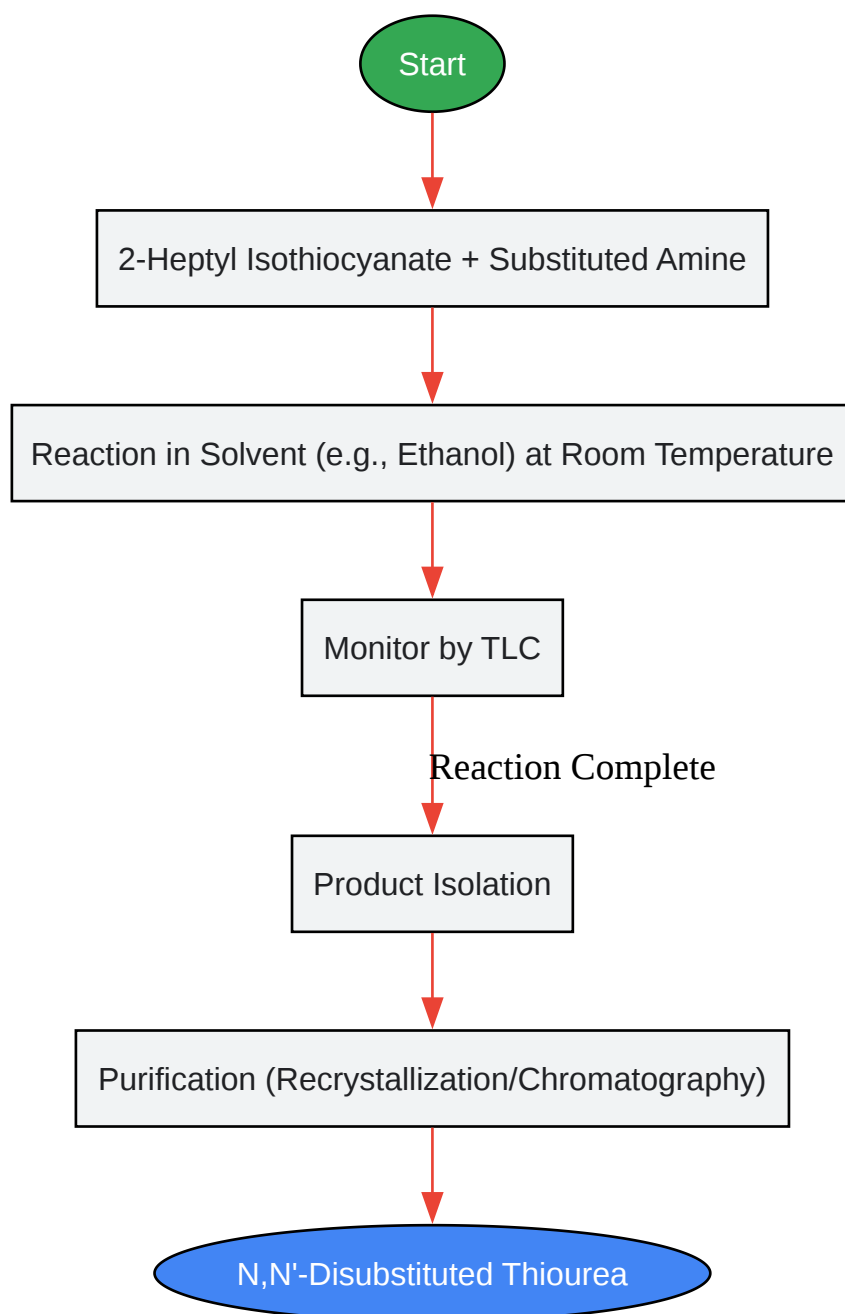 Start
2-Heptyl Isothiocyanate + Substituted Amine
Reaction in Solvent (e.g., Ethanol) at Room Temperature
Monitor by TLC
Reaction Complete
Product Isolation
Purification (Recrystallization/Chromatography)
N,N'-Disubstituted Thiourea